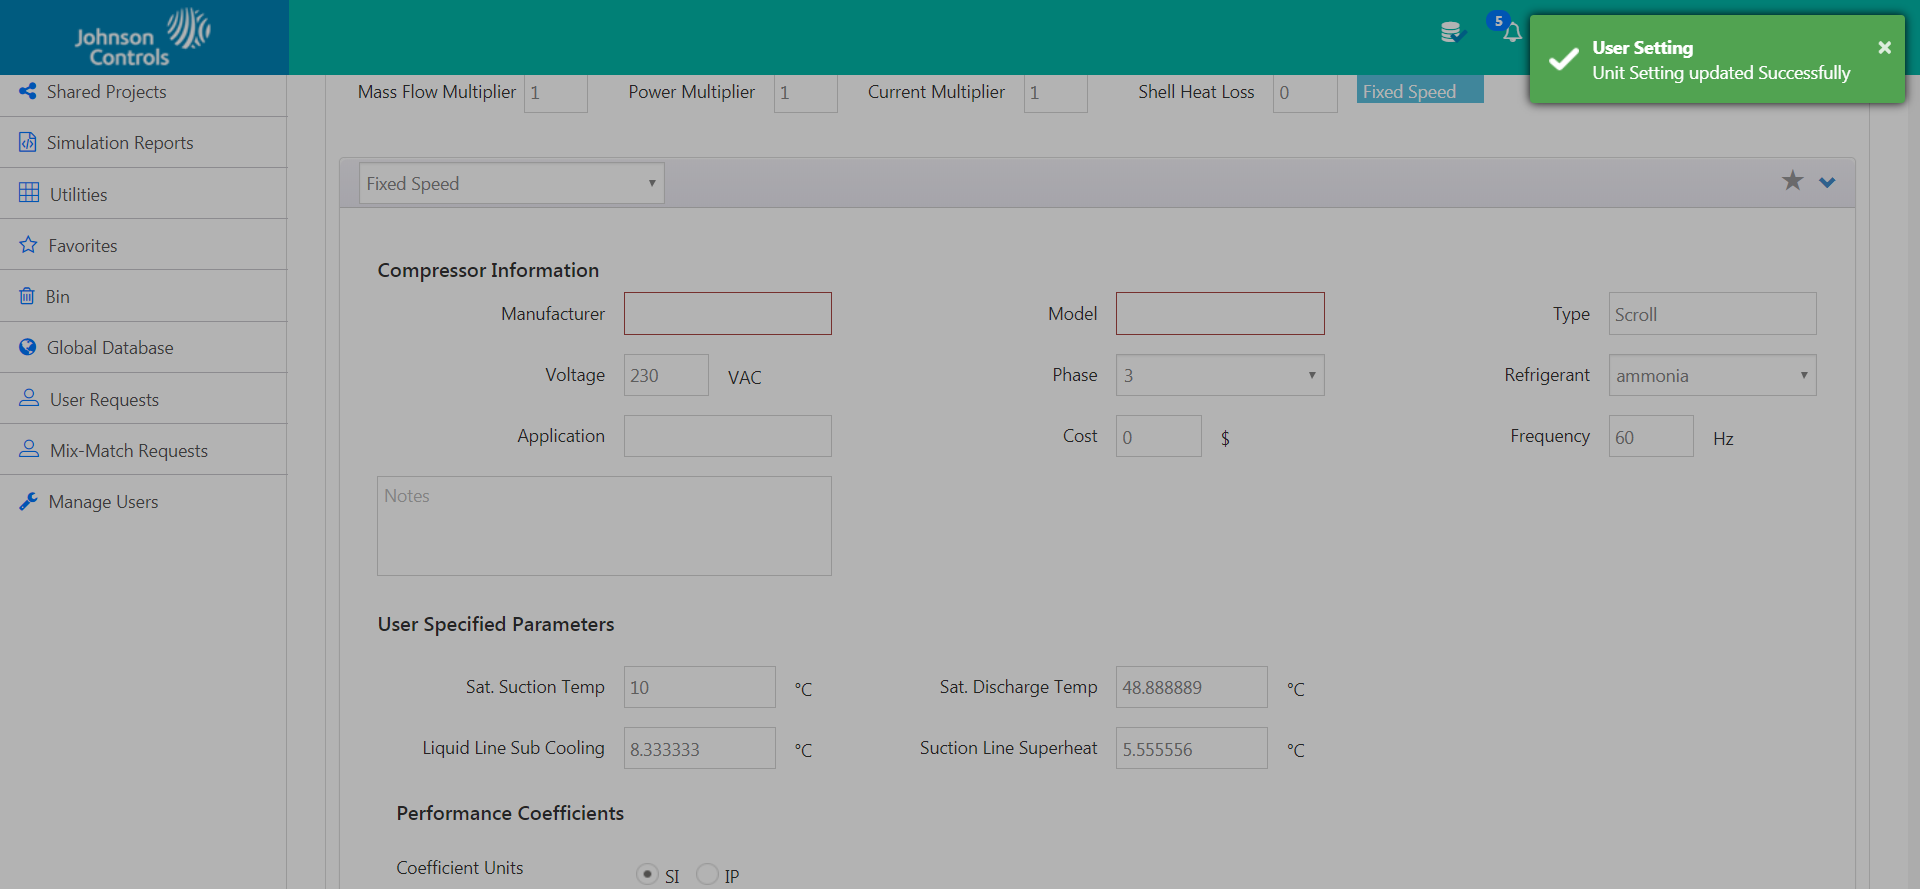 Johnson
Controls
5
User Setting
Unit Setting updated Successfully
×
Shared Projects
Simulation Reports
Utilities
Favorites
Bin
Global Database
User Requests
Mix-Match Requests
Manage Users
Mass Flow Multiplier 1 Power Multiplier 1 Current Multiplier 1 Shell Heat Loss 0 Fixed Speed
Fixed Speed
Compressor Information
Manufacturer Model Type Scroll
Voltage 230 VAC Phase 3 Refrigerant ammonia
Application Cost 0 $ Frequency 60 Hz
Notes
User Specified Parameters
Sat. Suction Temp 10 °C Sat. Discharge Temp 48.888889 °C
Liquid Line Sub Cooling 8.333333 °C Suction Line Superheat 5.555556 °C
Performance Coefficients
Coefficient Units SI IP